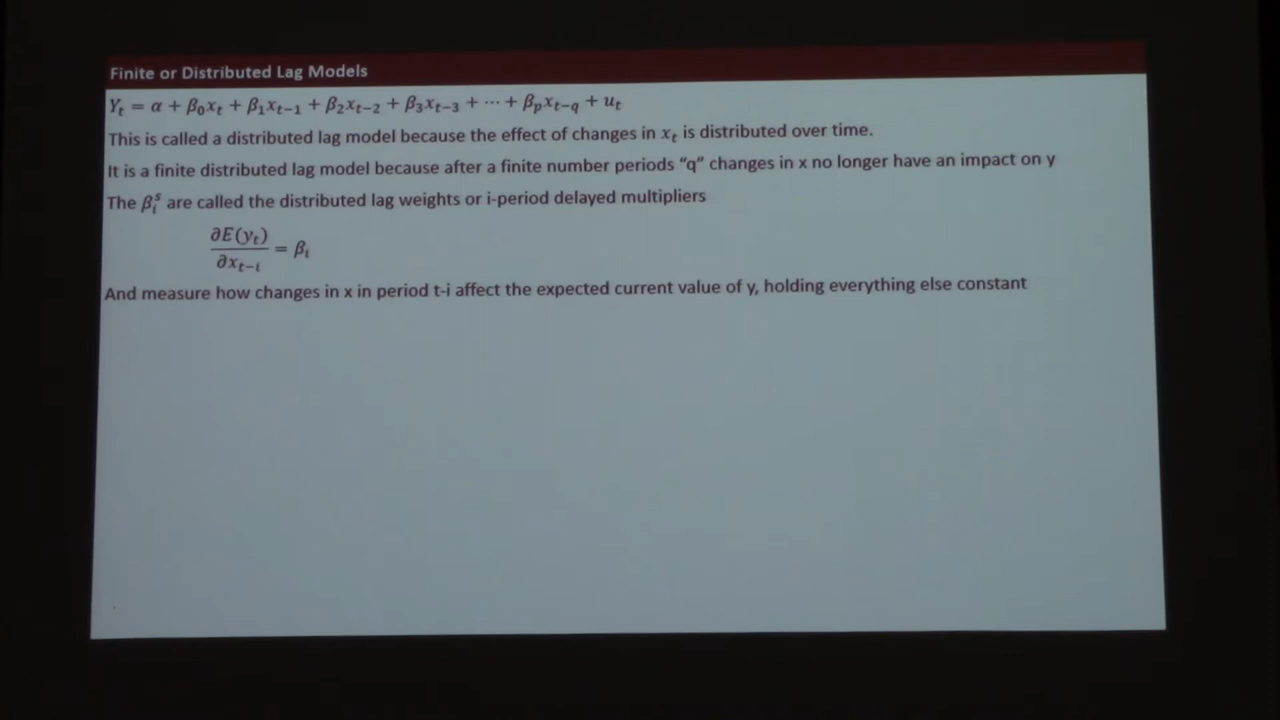 Finite or Distributed Lag Models
Yₜ = α + β₀xₜ + β₁xₜ₋₁ + β₂xₜ₋₂ + β₃xₜ₋₃ + ⋯ + βₚxₜ₋q + uₜ
This is called a distributed lag model because the effect of changes in xₜ is distributed over time.
It is a finite distributed lag model because after a finite number periods “q” changes in x no longer have an impact on y
The βᵢˢ are called the distributed lag weights or i-period delayed multipliers
∂E(yₜ)/∂xₜ₋ᵢ = βᵢ
And measure how changes in x in period t-i affect the expected current value of y, holding everything else constant